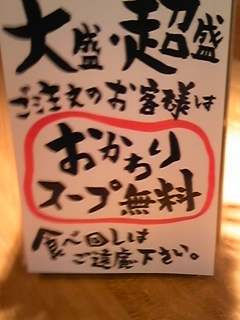 大盛・超盛
ご注文のお客様は
おかわり
スープ無料
食べ回しは
ご遠慮下さい。